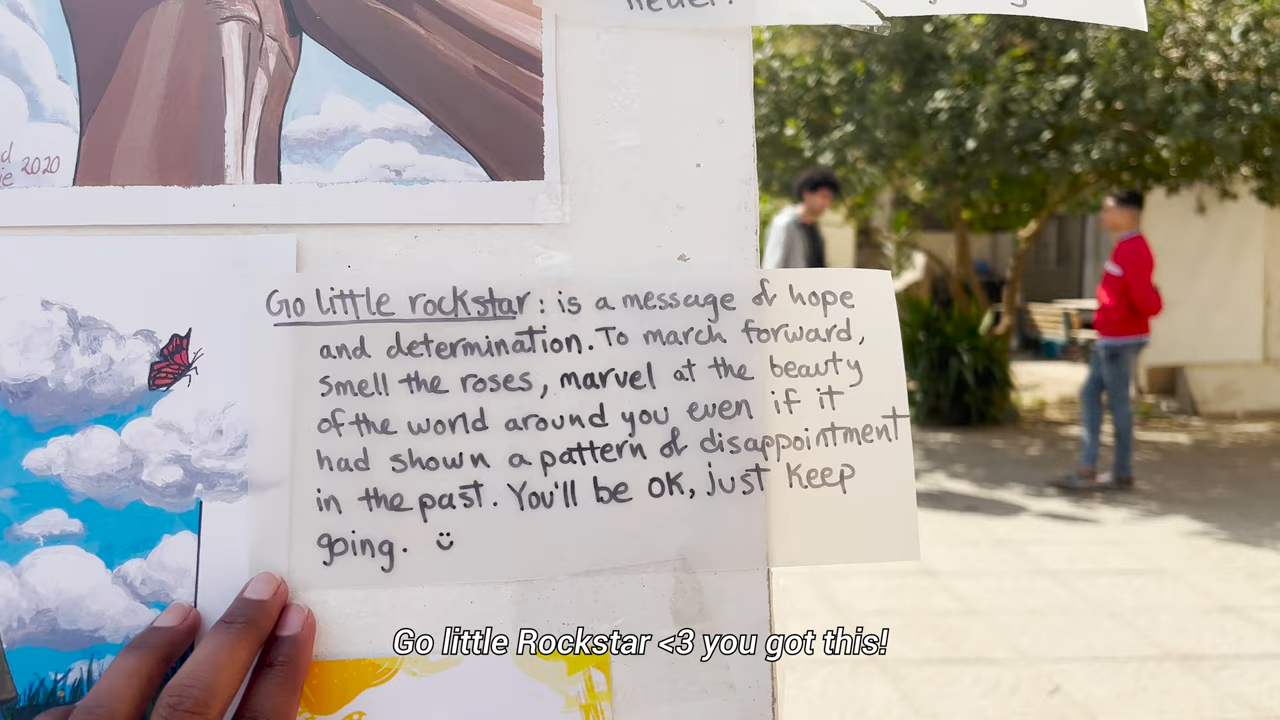 never!
2020
Go little rockstar: is a message of hope
and determination. To march forward,
smell the roses, marvel at the beauty
of the world around you even if it
had shown a pattern of disappointment
in the past. You'll be OK, just keep
going. :)
Go little Rockstar <3 you got this!